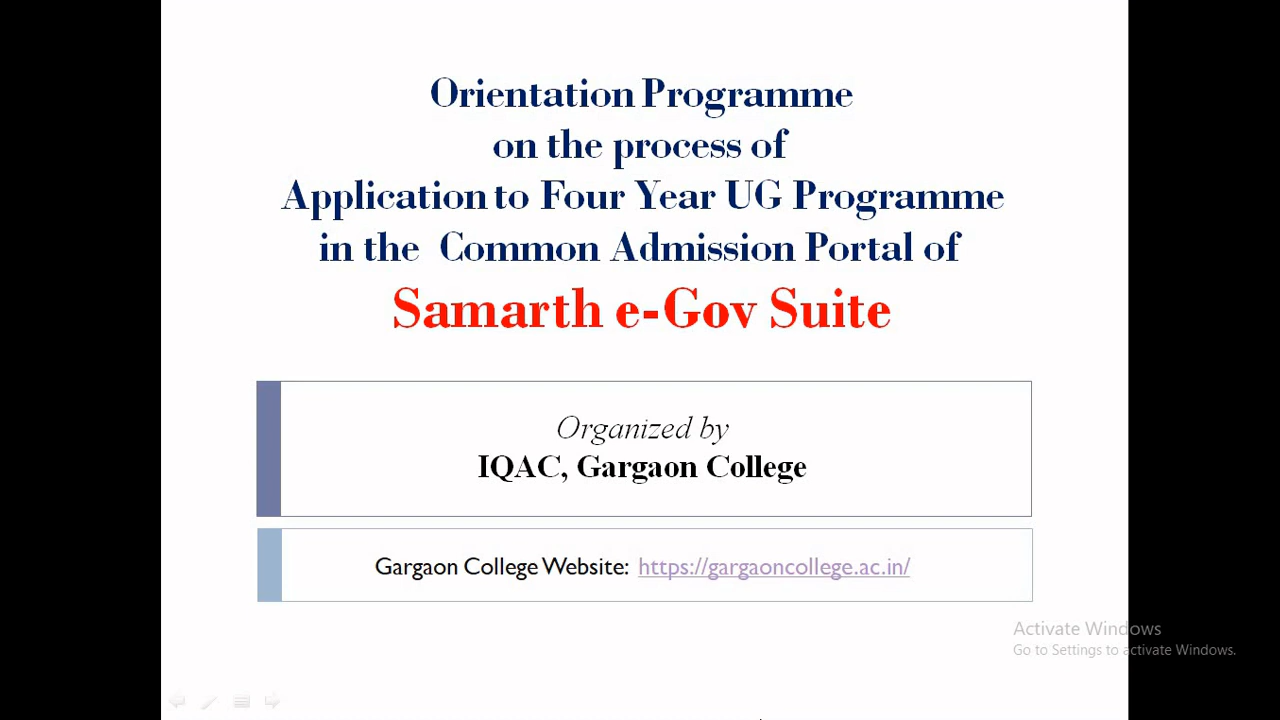 Orientation Programme
on the process of
Application to Four Year UG Programme
in the Common Admission Portal of
Samarth e-Gov Suite
Organized by
IQAC, Gargaon College
Gargaon College Website: https://gargaoncollege.ac.in/
Activate Windows
Go to Settings to activate Windows.